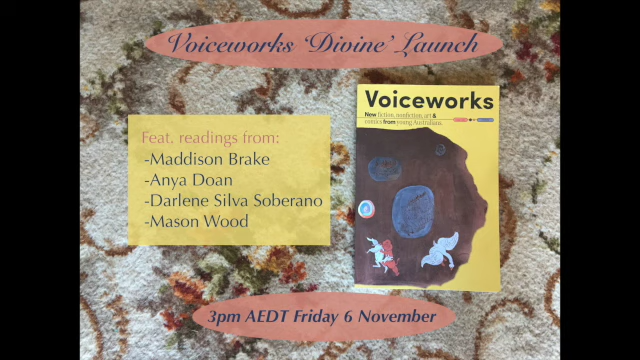 Voiceworks ‘Divine’ Launch
Feat. readings from:
-Maddison Brake
-Anya Doan
-Darlene Silva Soberano
-Mason Wood
Voiceworks
New fiction, nonfiction, art &
comics from young Australians.
3pm AEDT Friday 6 November